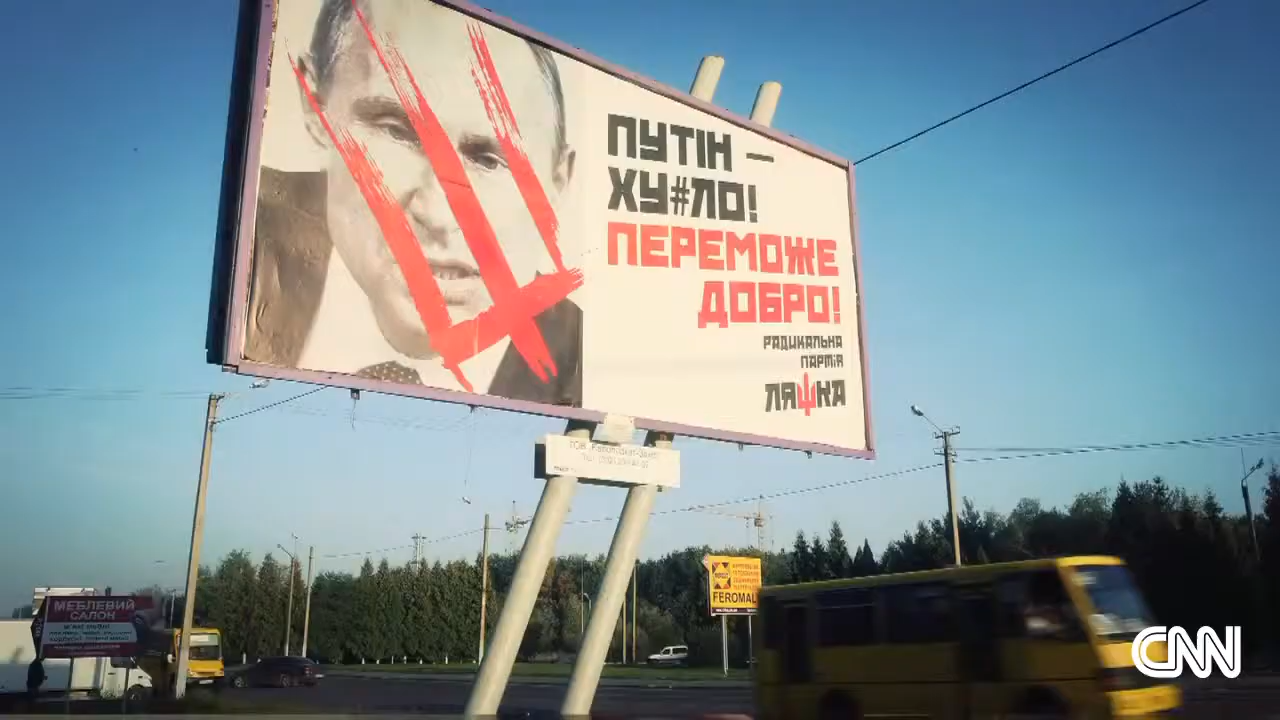 ПУТІН –
ХУ#ЛО!
ПЕРЕМОЖЕ
ДОБРО!
РАДИКАЛЬНА
ПАРТІЯ
ЛЯШКА
МЕБЛЕВИЙ
САЛОН
FEROMAL
CNN